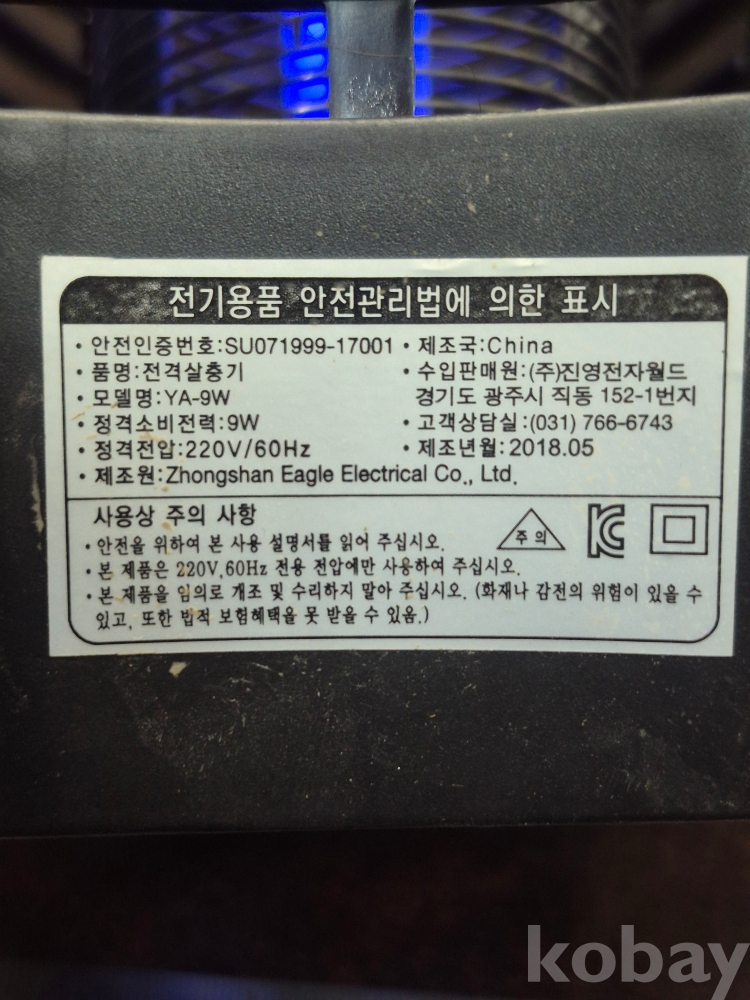 전기용품 안전관리법에 의한 표시
· 안전인증번호:SU071999-17001
· 품명:전격살충기
· 모델명:YA-9W
· 정격소비전력:9W
· 정격전압:220V/60Hz
· 제조원:Zhongshan Eagle Electrical Co., Ltd.
· 제조국:China
· 수입판매원:(주)진영전자월드
경기도 광주시 직동 152-1번지
· 고객상담실:(031) 766-6743
· 제조년월:2018.05
사용상 주의 사항
· 안전을 위하여 본 사용 설명서를 읽어 주십시오.
· 본 제품은 220V,60Hz 전용 전압에만 사용하여 주십시오.
· 본 제품을 임의로 개조 및 수리하지 말아 주십시오. (화재나 감전의 위험이 있을 수
있고, 또한 법적 보험혜택을 못 받을 수 있음.)
주 의
KC
kobay